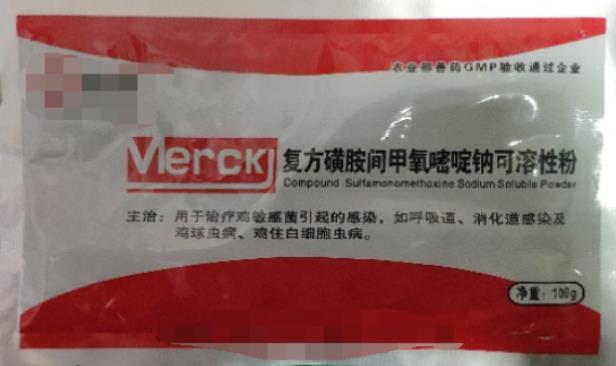 农业部兽药GMP验收通过企业
Merck
复方磺胺间甲氧嘧啶钠可溶性粉
Compound Sulfamonomethoxine Sodium Soluble Powder
主治：用于治疗鸡敏感菌引起的感染，如呼吸道、消化道感染及
鸡球虫病、鸡住白细胞虫病。
净重：100g